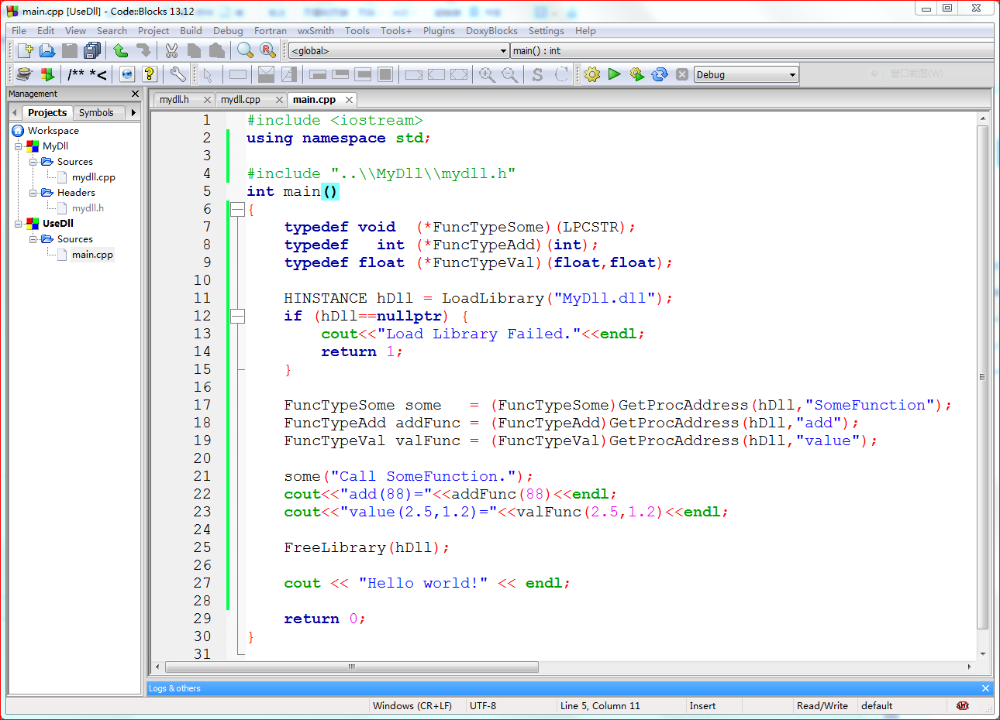 main.cpp [UseDll] - Code::Blocks 13.12
File Edit View Search Project Build Debug Fortran wxSmith Tools Tools+ Plugins DoxyBlocks Settings Help
<global> main() : int
/** *< S Debug 窗口截图(W)
Management
Projects Symbols
Workspace
MyDll
Sources
mydll.cpp
Headers
mydll.h
UseDll
Sources
main.cpp
mydll.h mydll.cpp main.cpp
1 #include <iostream>
2 using namespace std;
3
4 #include "..\\MyDll\\mydll.h"
5 int main()
6 {
7 typedef void  (*FuncTypeSome)(LPCSTR);
8 typedef   int (*FuncTypeAdd)(int);
9 typedef float (*FuncTypeVal)(float,float);
10
11 HINSTANCE hDll = LoadLibrary("MyDll.dll");
12 if (hDll==nullptr) {
13 cout<<"Load Library Failed."<<endl;
14 return 1;
15 }
16
17 FuncTypeSome some   = (FuncTypeSome)GetProcAddress(hDll,"SomeFunction");
18 FuncTypeAdd addFunc = (FuncTypeAdd)GetProcAddress(hDll,"add");
19 FuncTypeVal valFunc = (FuncTypeVal)GetProcAddress(hDll,"value");
20
21 some("Call SomeFunction.");
22 cout<<"add(88)="<<addFunc(88)<<endl;
23 cout<<"value(2.5,1.2)="<<valFunc(2.5,1.2)<<endl;
24
25 FreeLibrary(hDll);
26
27 cout << "Hello world!" << endl;
28
29 return 0;
30 }
31
Logs & others
Windows (CR+LF) UTF-8 Line 5, Column 11 Insert Read/Write default